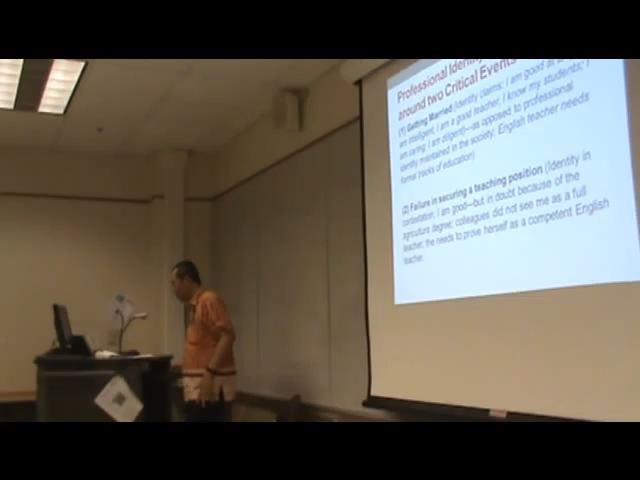 Professional Identity
around two Critical Events
(1) Getting Married (Identity claims: I am good at
am intelligent, I am a good teacher, I know my students; I
am caring; I am diligent)—as opposed to professional
identity maintained in the society: English teacher needs
formal tracks of education)
(2) Failure in securing a teaching position (Identity in
contestation; I am good—but in doubt because of the
agriculture degree; colleagues did not see me as a full
teacher; the needs to prove herself as a competent English
teacher.